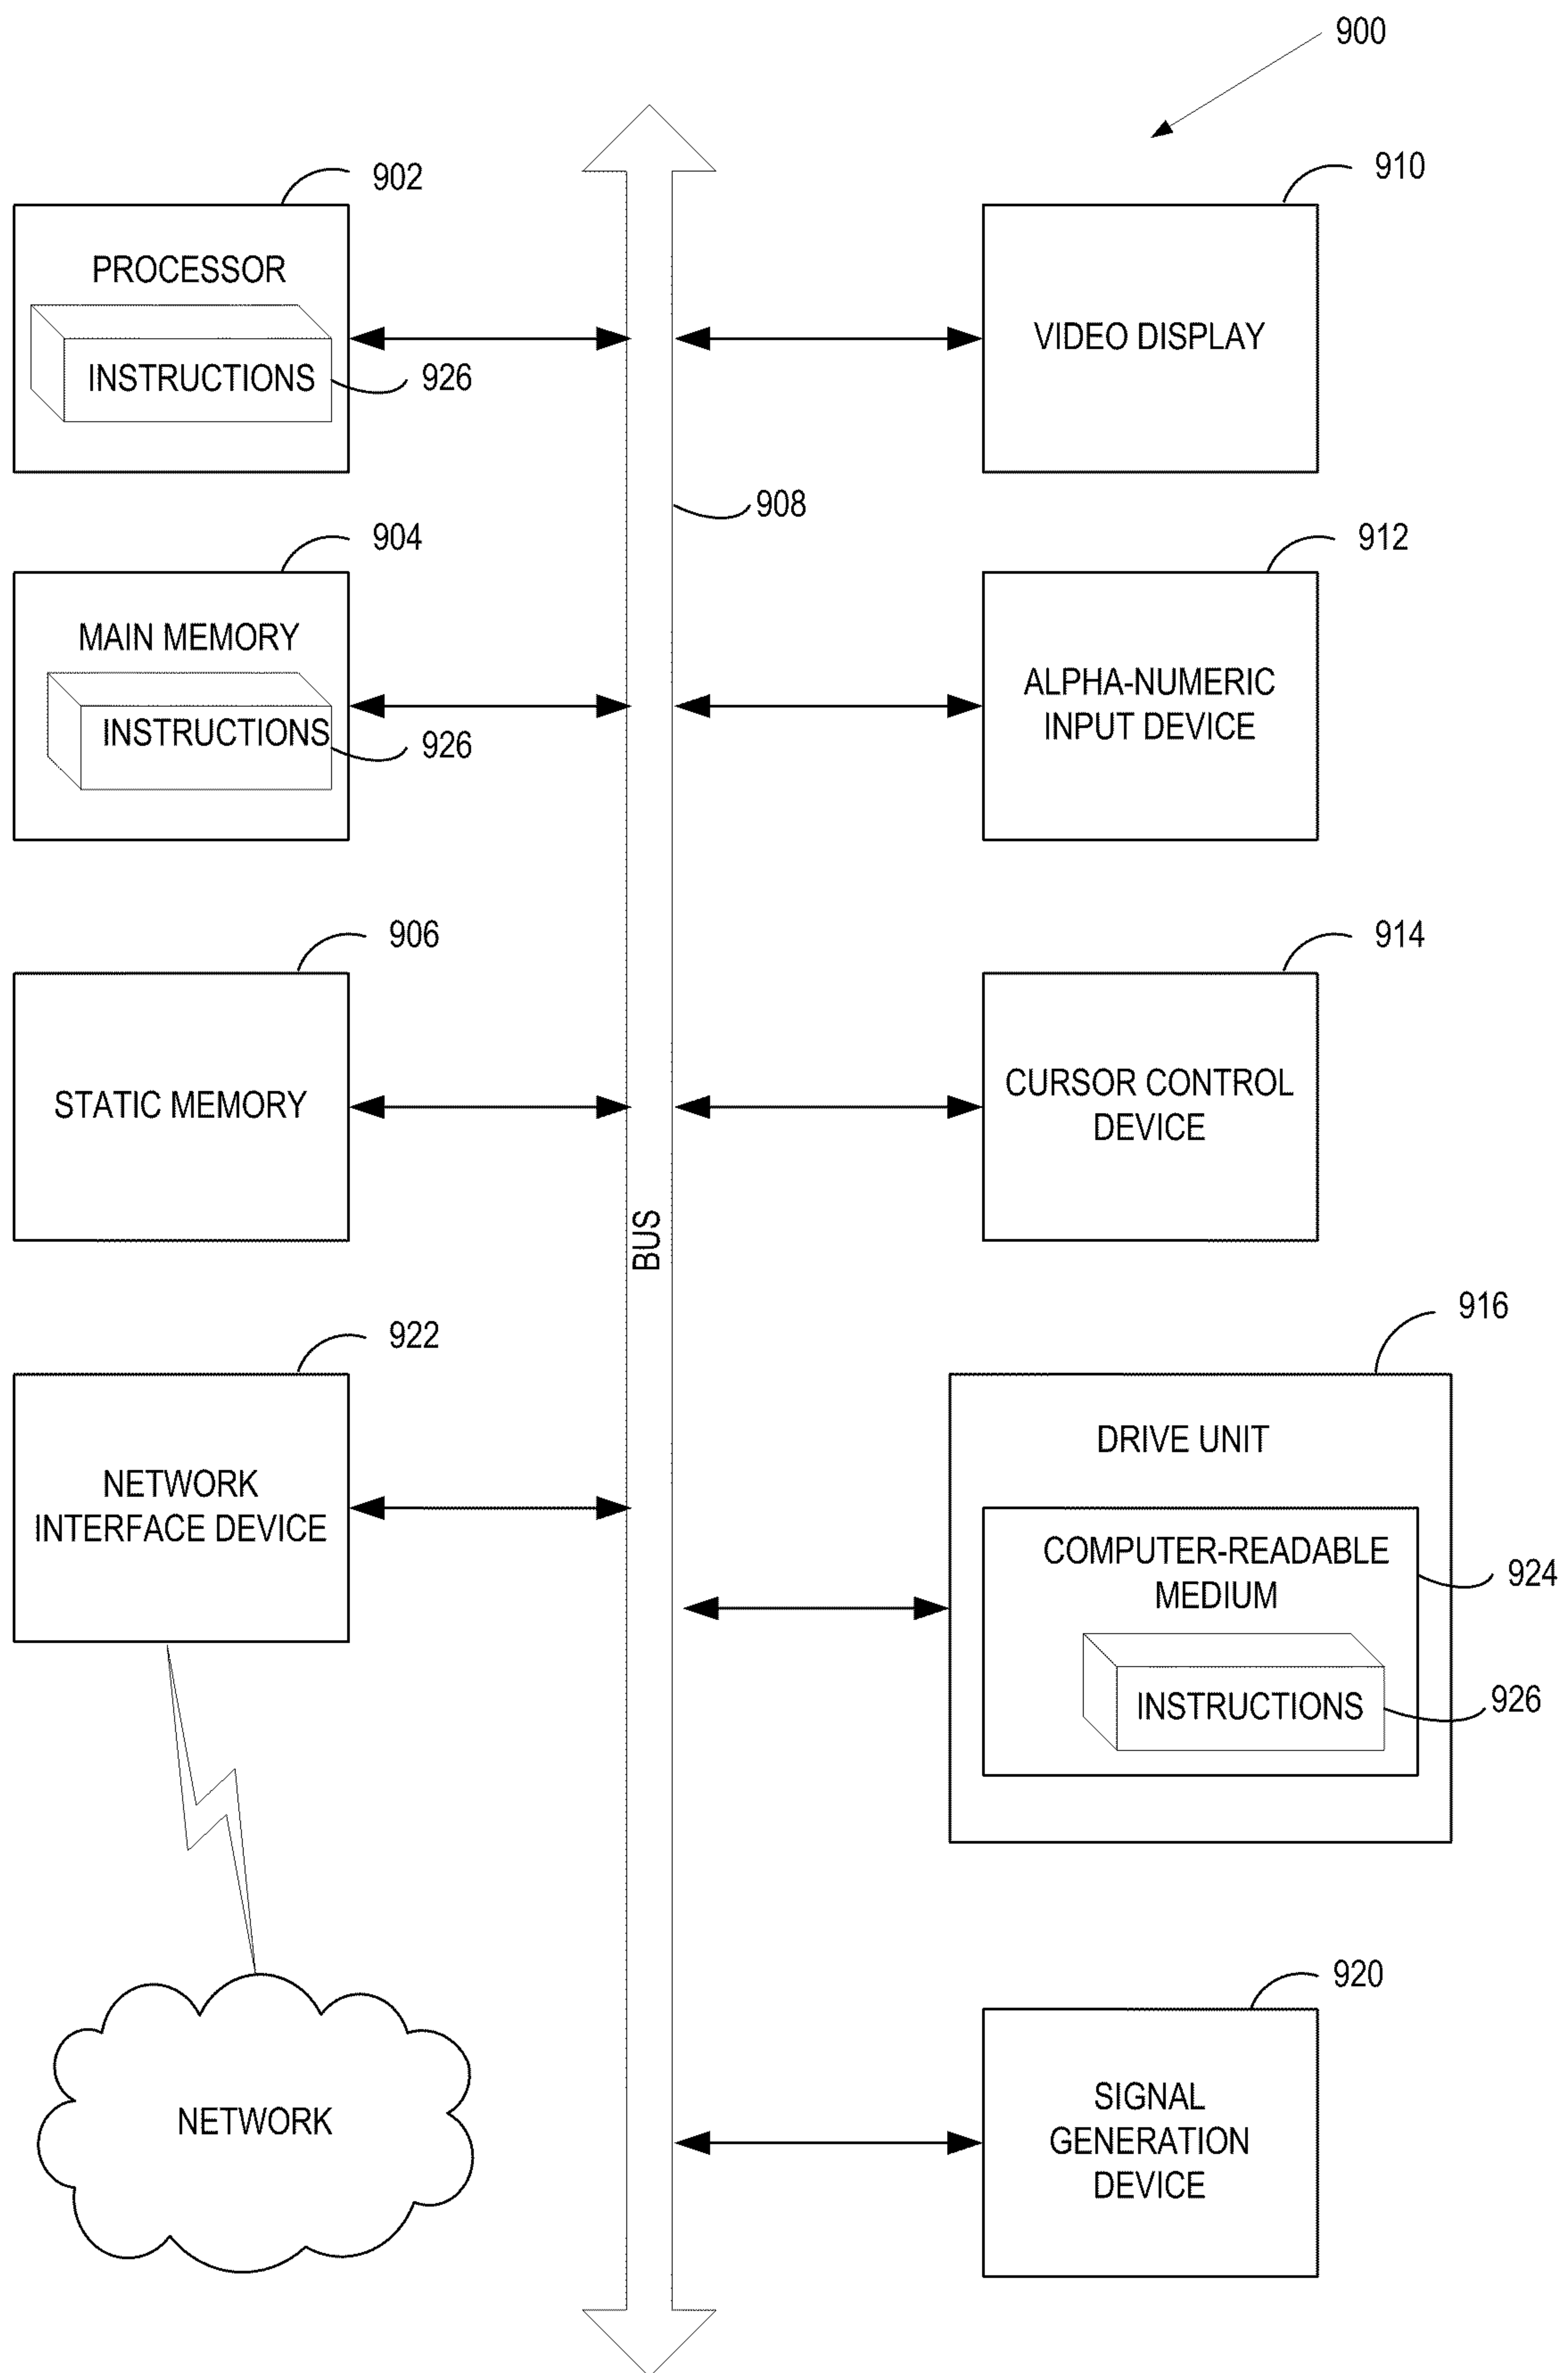 900
902
PROCESSOR
INSTRUCTIONS
926
910
VIDEO DISPLAY
908
904
MAIN MEMORY
INSTRUCTIONS
926
912
ALPHA-NUMERIC
INPUT DEVICE
906
STATIC MEMORY
914
CURSOR CONTROL
DEVICE
BUS
922
NETWORK
INTERFACE DEVICE
916
DRIVE UNIT
COMPUTER-READABLE
MEDIUM
924
INSTRUCTIONS
926
NETWORK
920
SIGNAL
GENERATION
DEVICE